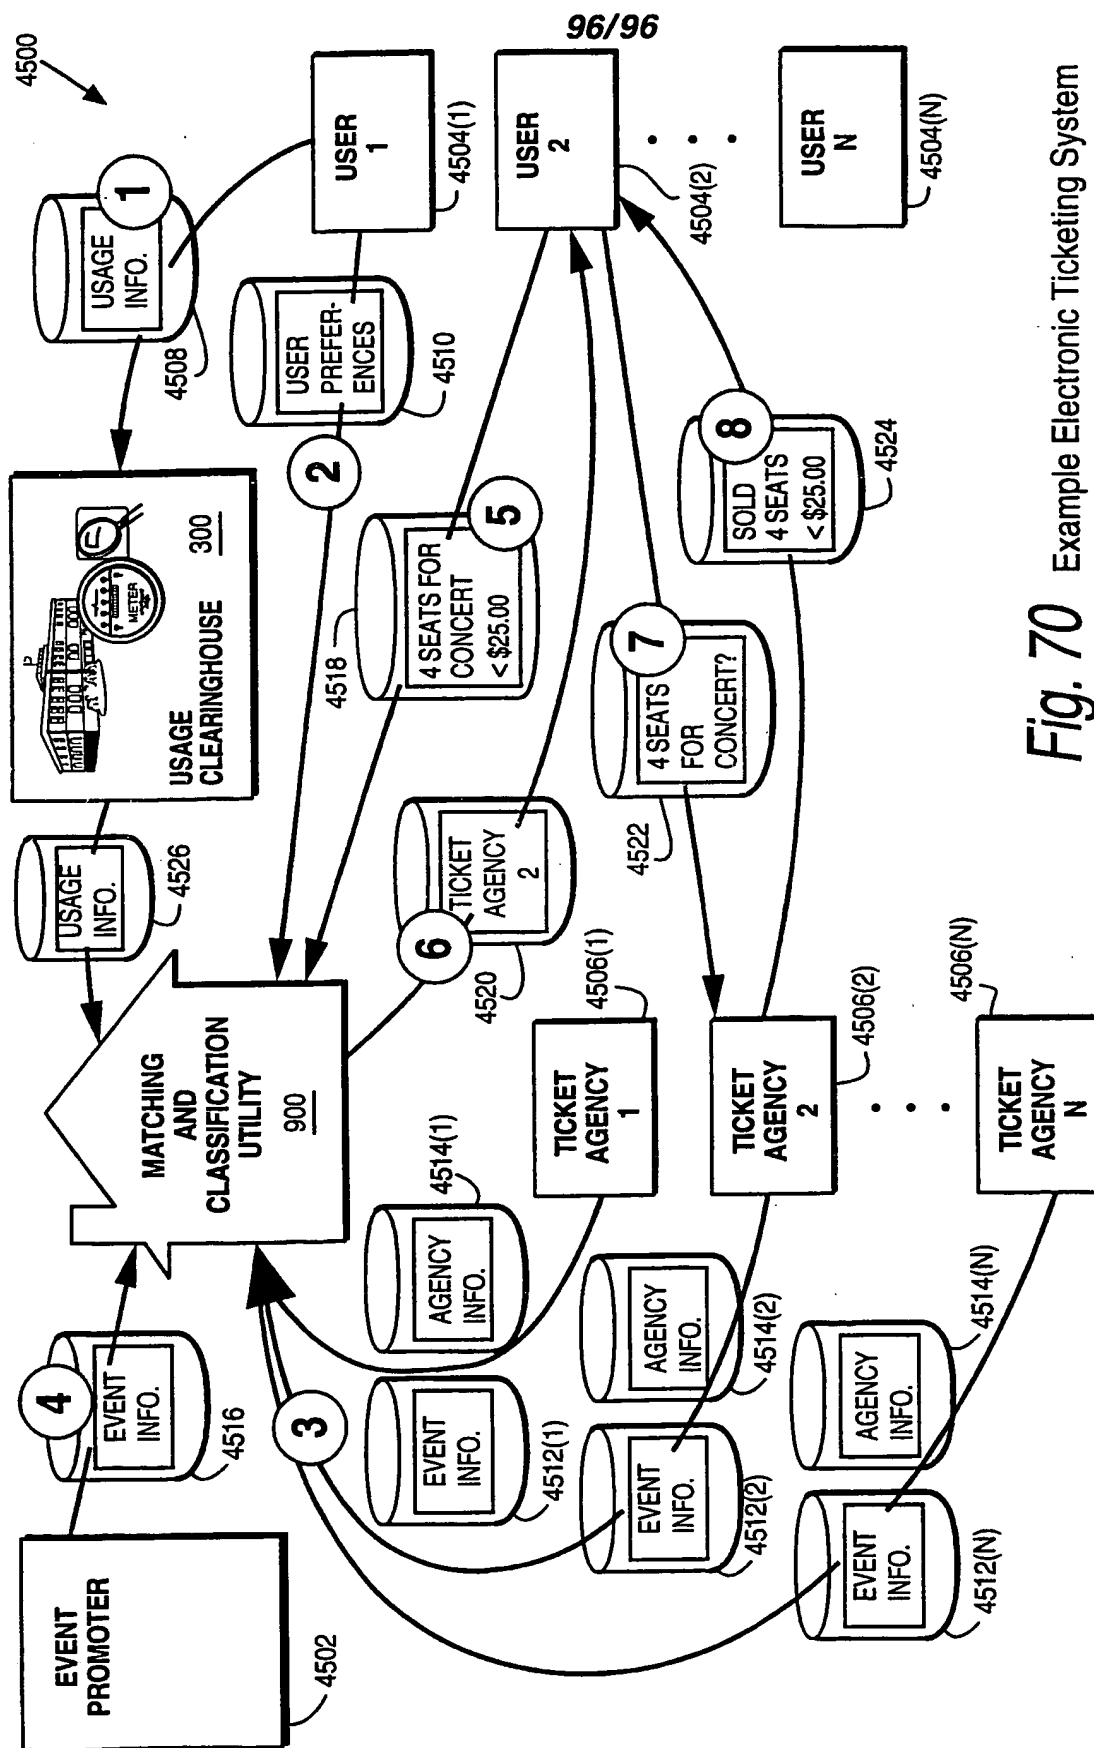 96/96
4500
EVENT
PROMOTER
4502
4
EVENT
INFO.
4516
MATCHING
AND
CLASSIFICATION
UTILITY
900
USAGE
INFO.
4526
USAGE
CLEARINGHOUSE
300
METER
1
USAGE
INFO.
4508
2
USER
PREFER-
ENCES
4510
USER
1
4504(1)
3
EVENT
INFO.
4512(1)
AGENCY
INFO.
4514(1)
TICKET
AGENCY
1
4506(1)
6
TICKET
AGENCY
2
4520
5
4 SEATS FOR
CONCERT
< $25.00
4518
USER
2
4504(2)
EVENT
INFO.
4512(2)
AGENCY
INFO.
4514(2)
TICKET
AGENCY
2
4506(2)
7
4 SEATS
FOR
CONCERT?
4522
8
SOLD
4 SEATS
< $25.00
4524
EVENT
INFO.
4512(N)
AGENCY
INFO.
4514(N)
TICKET
AGENCY
N
4506(N)
USER
N
4504(N)
Fig. 70 Example Electronic Ticketing System